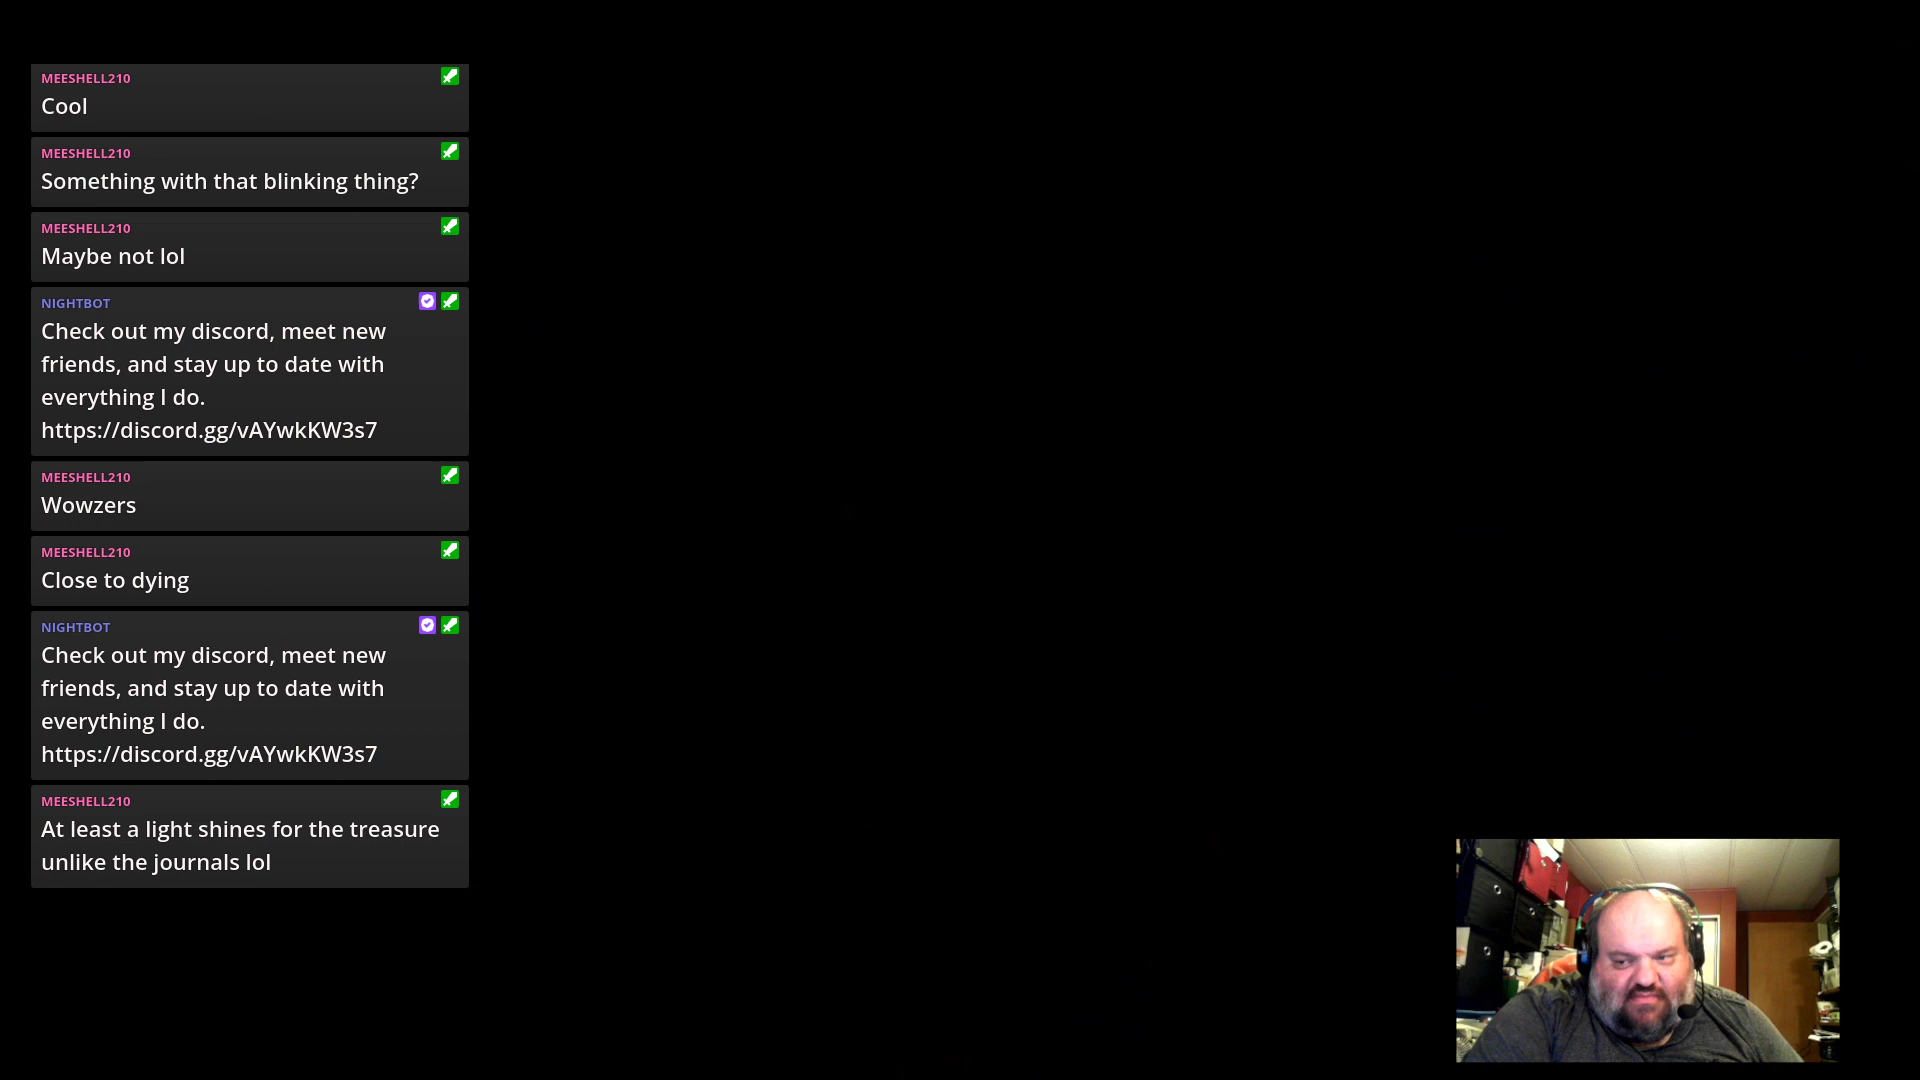 MEESHELL210
Cool
MEESHELL210
Something with that blinking thing?
MEESHELL210
Maybe not lol
NIGHTBOT
Check out my discord, meet new
friends, and stay up to date with
everything I do.
https://discord.gg/vAYwkKW3s7
MEESHELL210
Wowzers
MEESHELL210
Close to dying
NIGHTBOT
Check out my discord, meet new
friends, and stay up to date with
everything I do.
https://discord.gg/vAYwkKW3s7
MEESHELL210
At least a light shines for the treasure
unlike the journals lol